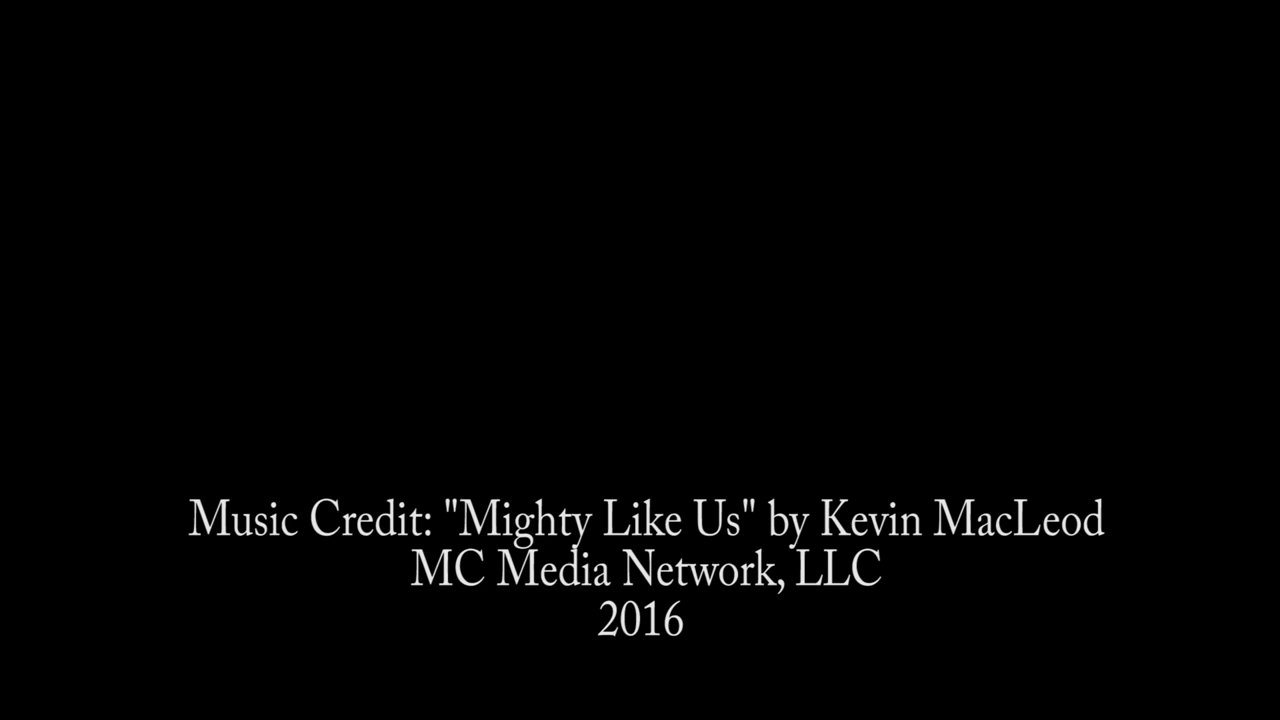 Music Credit: "Mighty Like Us" by Kevin MacLeod
MC Media Network, LLC
2016